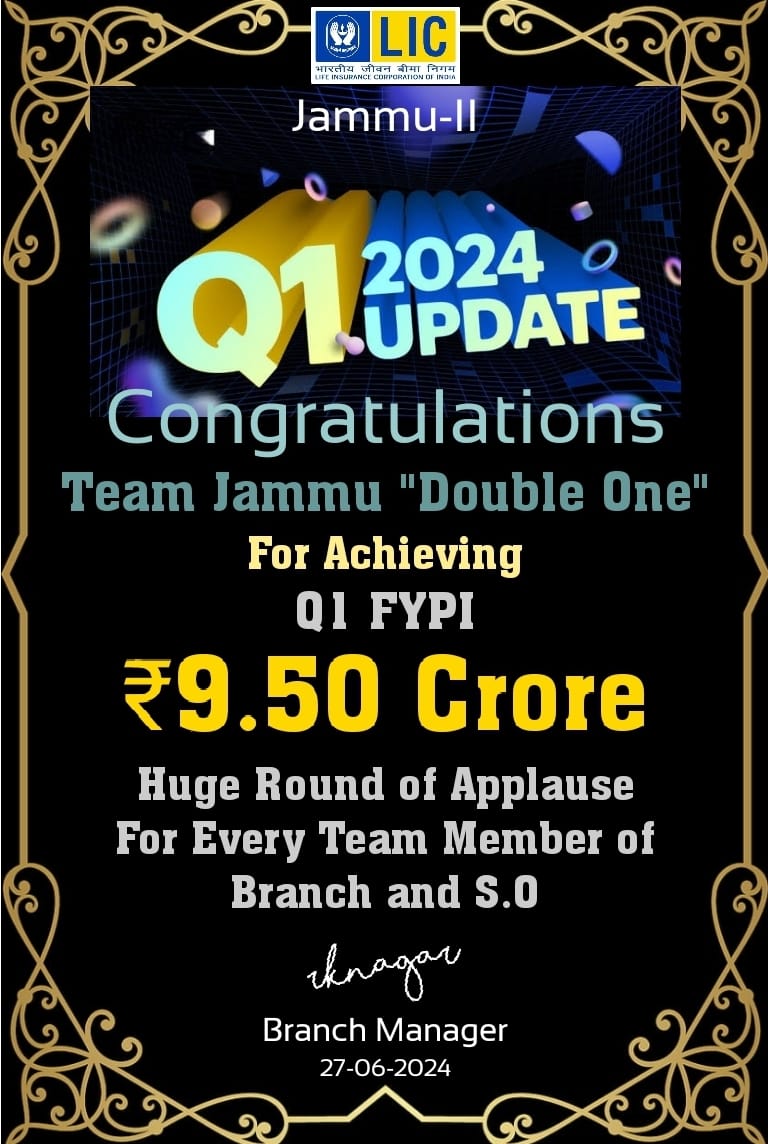 LIC
भारतीय जीवन बीमा निगम
LIFE INSURANCE CORPORATION OF INDIA
Jammu-II
Q1 2024
UPDATE
Congratulations
Team Jammu "Double One"
For Achieving
Q1 FYPI
₹9.50 Crore
Huge Round of Applause
For Every Team Member of
Branch and S.O
rknagar
Branch Manager
27-06-2024